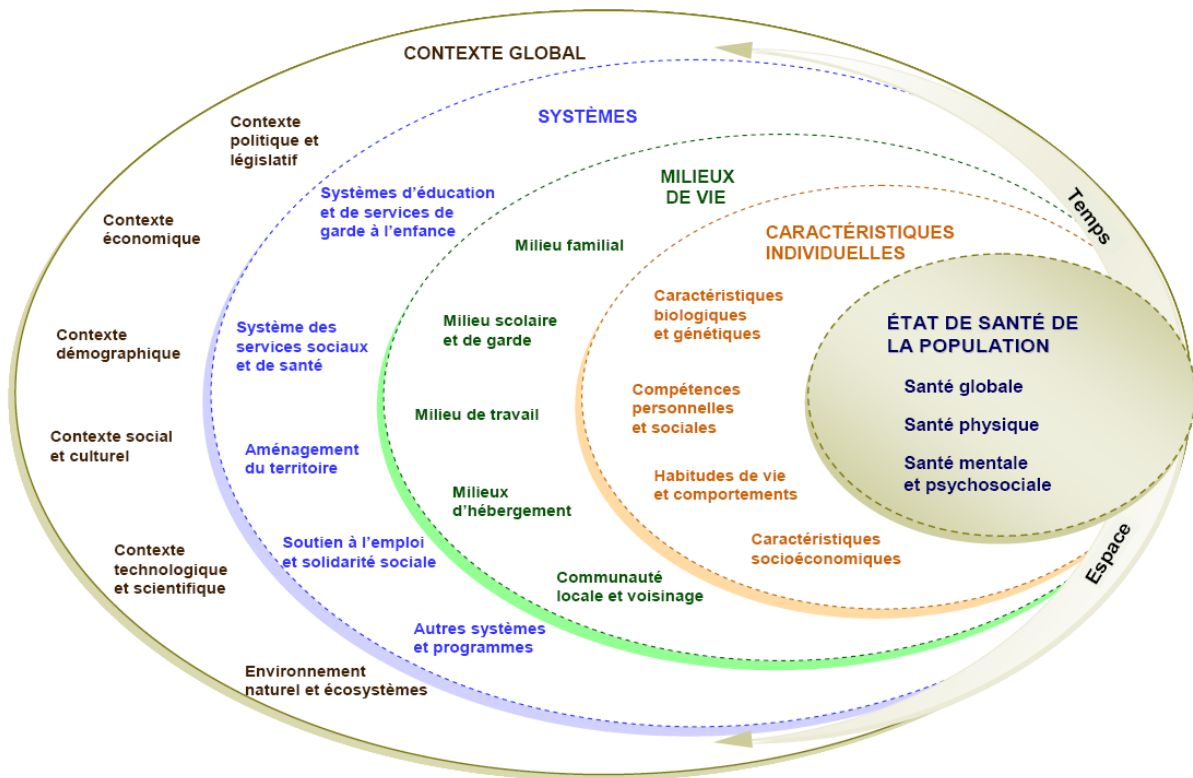 CONTEXTE GLOBAL
Contexte
politique et
législatif
Contexte
économique
Contexte
démographique
Contexte social
et culturel
Contexte
technologique
et scientifique
Environnement
naturel et écosystèmes
SYSTÈMES
Systèmes d’éducation
et de services de
garde à l’enfance
Système des
services sociaux
et de santé
Aménagement
du territoire
Soutien à l’emploi
et solidarité sociale
Autres systèmes
et programmes
MILIEUX
DE VIE
Milieu familial
Milieu scolaire
et de garde
Milieu de travail
Milieux
d’hébergement
Communauté
locale et voisinage
CARACTÉRISTIQUES
INDIVIDUELLES
Caractéristiques
biologiques
et génétiques
Compétences
personnelles
et sociales
Habitudes de vie
et comportements
Caractéristiques
socioéconomiques
ÉTAT DE SANTÉ DE
LA POPULATION
Santé globale
Santé physique
Santé mentale
et psychosociale
Temps
Espace